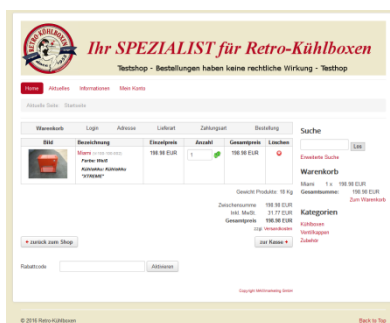 RETRO-KÜHLBOXEN
Ihr SPEZIALIST für Retro-Kühlboxen
Testshop - Bestellungen haben keine rechtliche Wirkung - Testhop
Home Aktuelles Informationen Mein Konto
Aktuelle Seite: Startseite
Warenkorb Login Adresse Lieferart Zahlungsart Bestellung
Bild Bezeichnung Einzelpreis Anzahl Gesamtpreis Löschen
Miami
198.98 EUR 1 198.98 EUR
Farbe: Weiß
Kühlakku: Kühlakku
"XTREME"
Gewicht Produkte: 18 Kg
Zwischensumme 198.98 EUR
Inkl. MwSt. 31.77 EUR
Gesamtpreis 198.98 EUR
zzgl. Versandkosten
zurück zum Shop
zur Kasse
Rabattcode
Aktivieren
Suche
Los
Erweiterte Suche
Warenkorb
Miami 1 x 198.98 EUR
Gesamtsumme: 198.98 EUR
Zum Warenkorb
Kategorien
Kühlboxen
Ventilkappen
Zubehör
© 2016 Retro-Kühlboxen
Back to Top